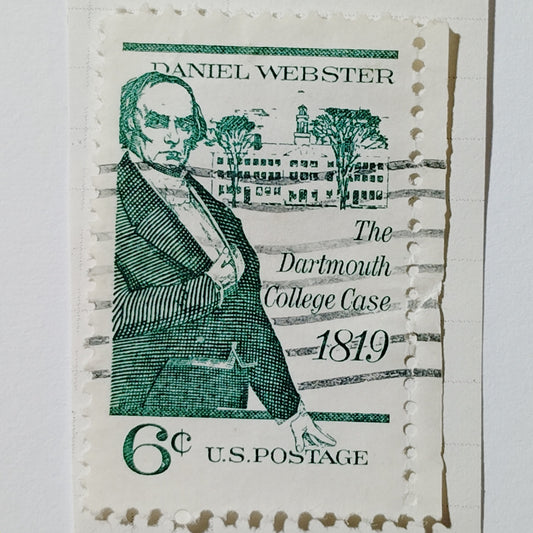 DANIEL WEBSTER
The
Dartmouth
College Case
1819
6¢
U.S.POSTAGE